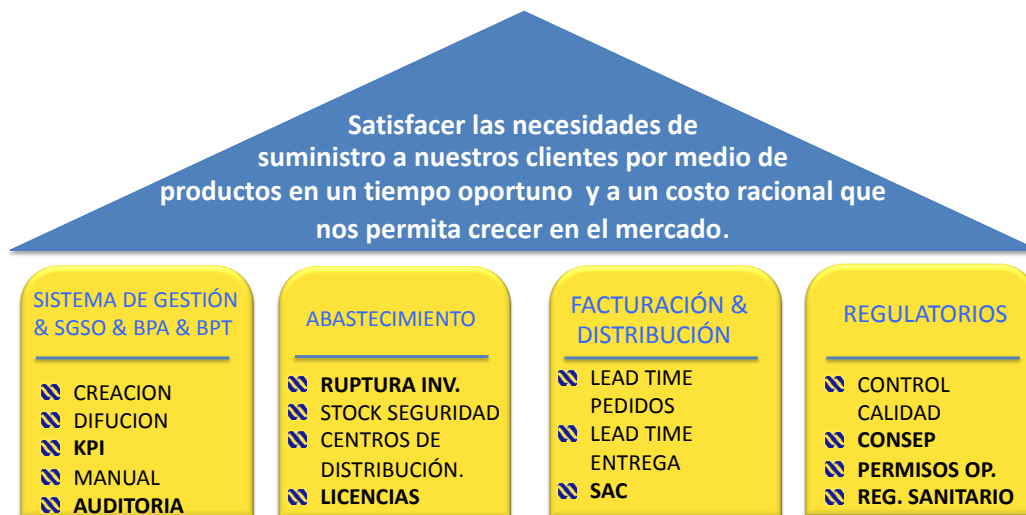 Satisfacer las necesidades de
suministro a nuestros clientes por medio de
productos en un tiempo oportuno y a un costo racional que
nos permita crecer en el mercado.
SISTEMA DE GESTIÓN
& SGSO & BPA & BPT
CREACION
DIFUCION
KPI
MANUAL
AUDITORIA
ABASTECIMIENTO
RUPTURA INV.
STOCK SEGURIDAD
CENTROS DE
DISTRIBUCIÓN.
LICENCIAS
FACTURACIÓN &
DISTRIBUCIÓN
LEAD TIME
PEDIDOS
LEAD TIME
ENTREGA
SAC
REGULATORIOS
CONTROL
CALIDAD
CONSEP
PERMISOS OP.
REG. SANITARIO